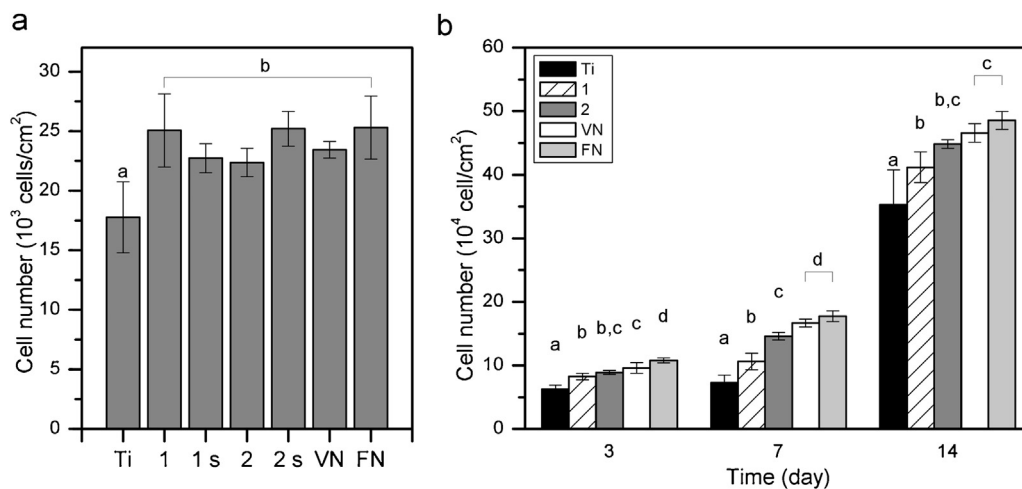 a
Cell number (10³ cells/cm²)
30
25
20
15
10
5
0
a
b
Ti 1 1 s 2 2 s VN FN
b
Cell number (10⁴ cell/cm²)
60
50
40
30
20
10
0
Ti
1
2
VN
FN
a b b,c c d
a b c d
a b b,c c
3 7 14
Time (day)